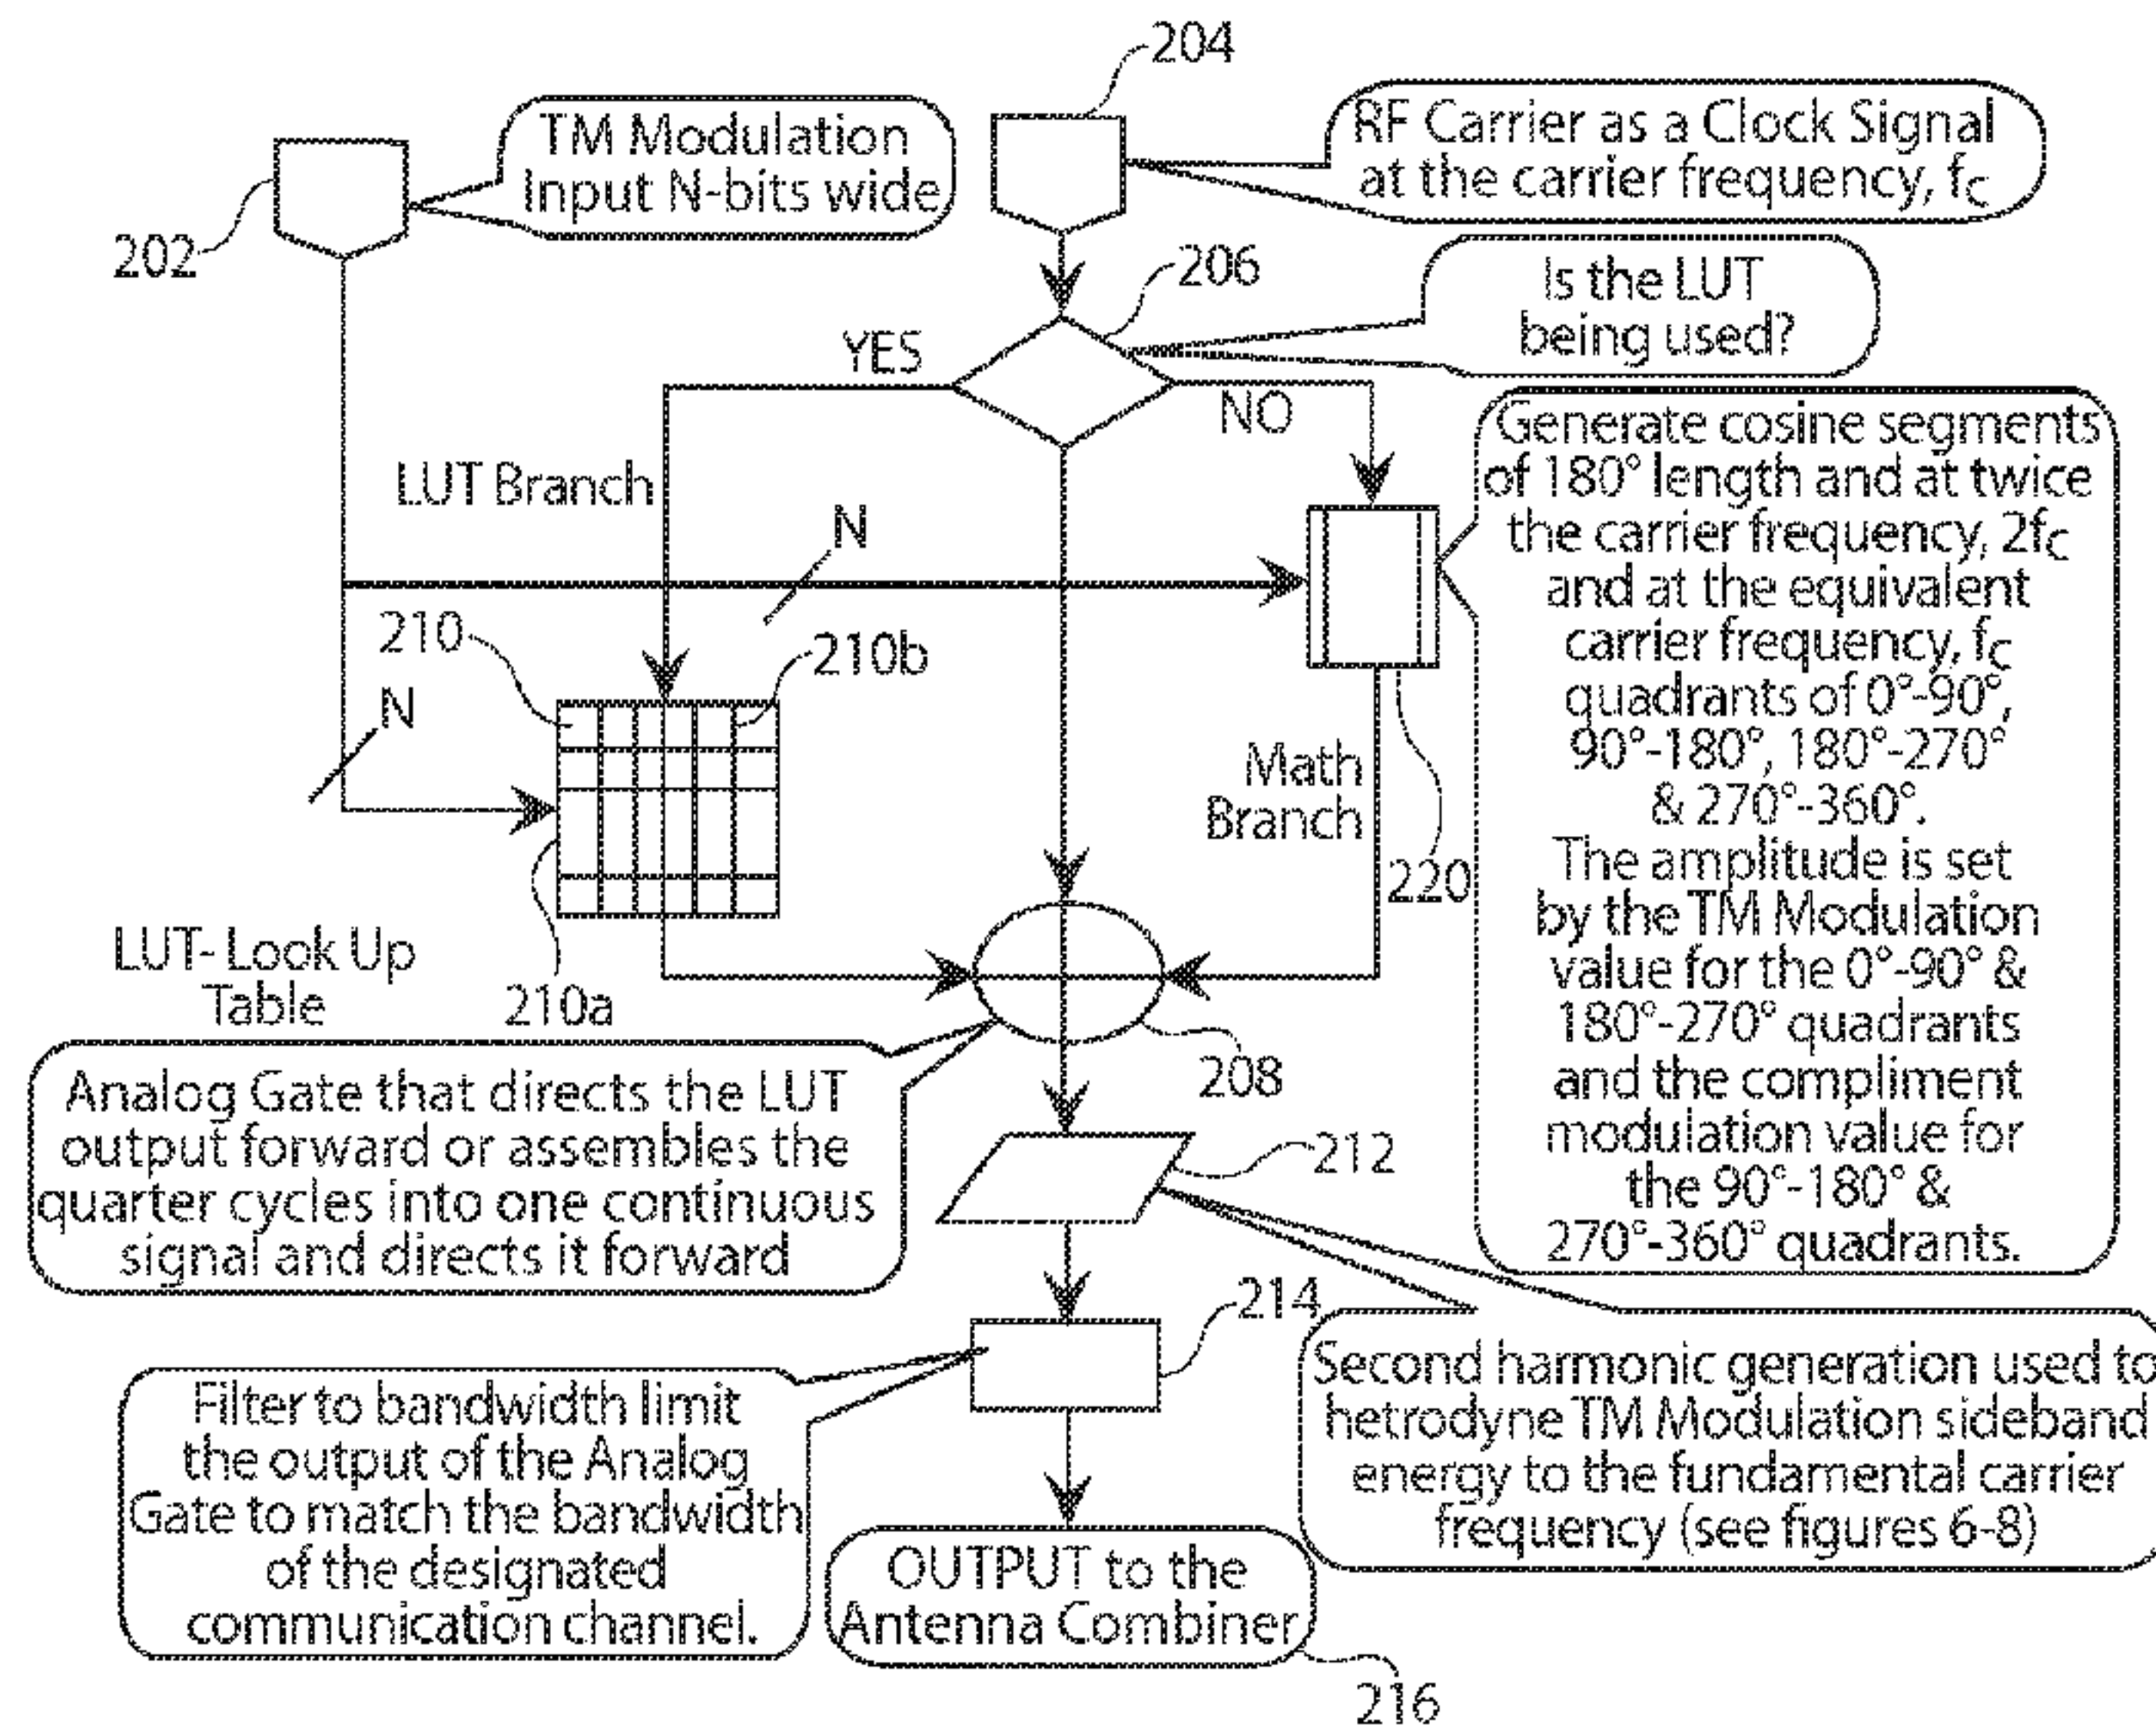 204
TM Modulation
Input N-bits wide
RF Carrier as a Clock Signal
at the carrier frequency, fC
202
206
Is the LUT
being used?
YES
NO
LUT Branch
N
Generate cosine segments
of 180° length and at twice
the carrier frequency, 2fC
and at the equivalent
carrier frequency, fC
quadrants of 0°-90°,
90°-180°, 180°-270°
& 270°-360°.
The amplitude is set
by the TM Modulation
value for the 0°-90° &
180°-270° quadrants
and the compliment
modulation value for
the 90°-180° &
270°-360° quadrants.
210
210b
N
Math
Branch
220
LUT- Look Up
Table
210a
208
Analog Gate that directs the LUT
output forward or assembles the
quarter cycles into one continuous
signal and directs it forward
212
214
Second harmonic generation used to
hetrodyne TM Modulation sideband
energy to the fundamental carrier
frequency (see figures 6-8)
Filter to bandwidth limit
the output of the Analog
Gate to match the bandwidth
of the designated
communication channel.
OUTPUT to the
Antenna Combiner
216